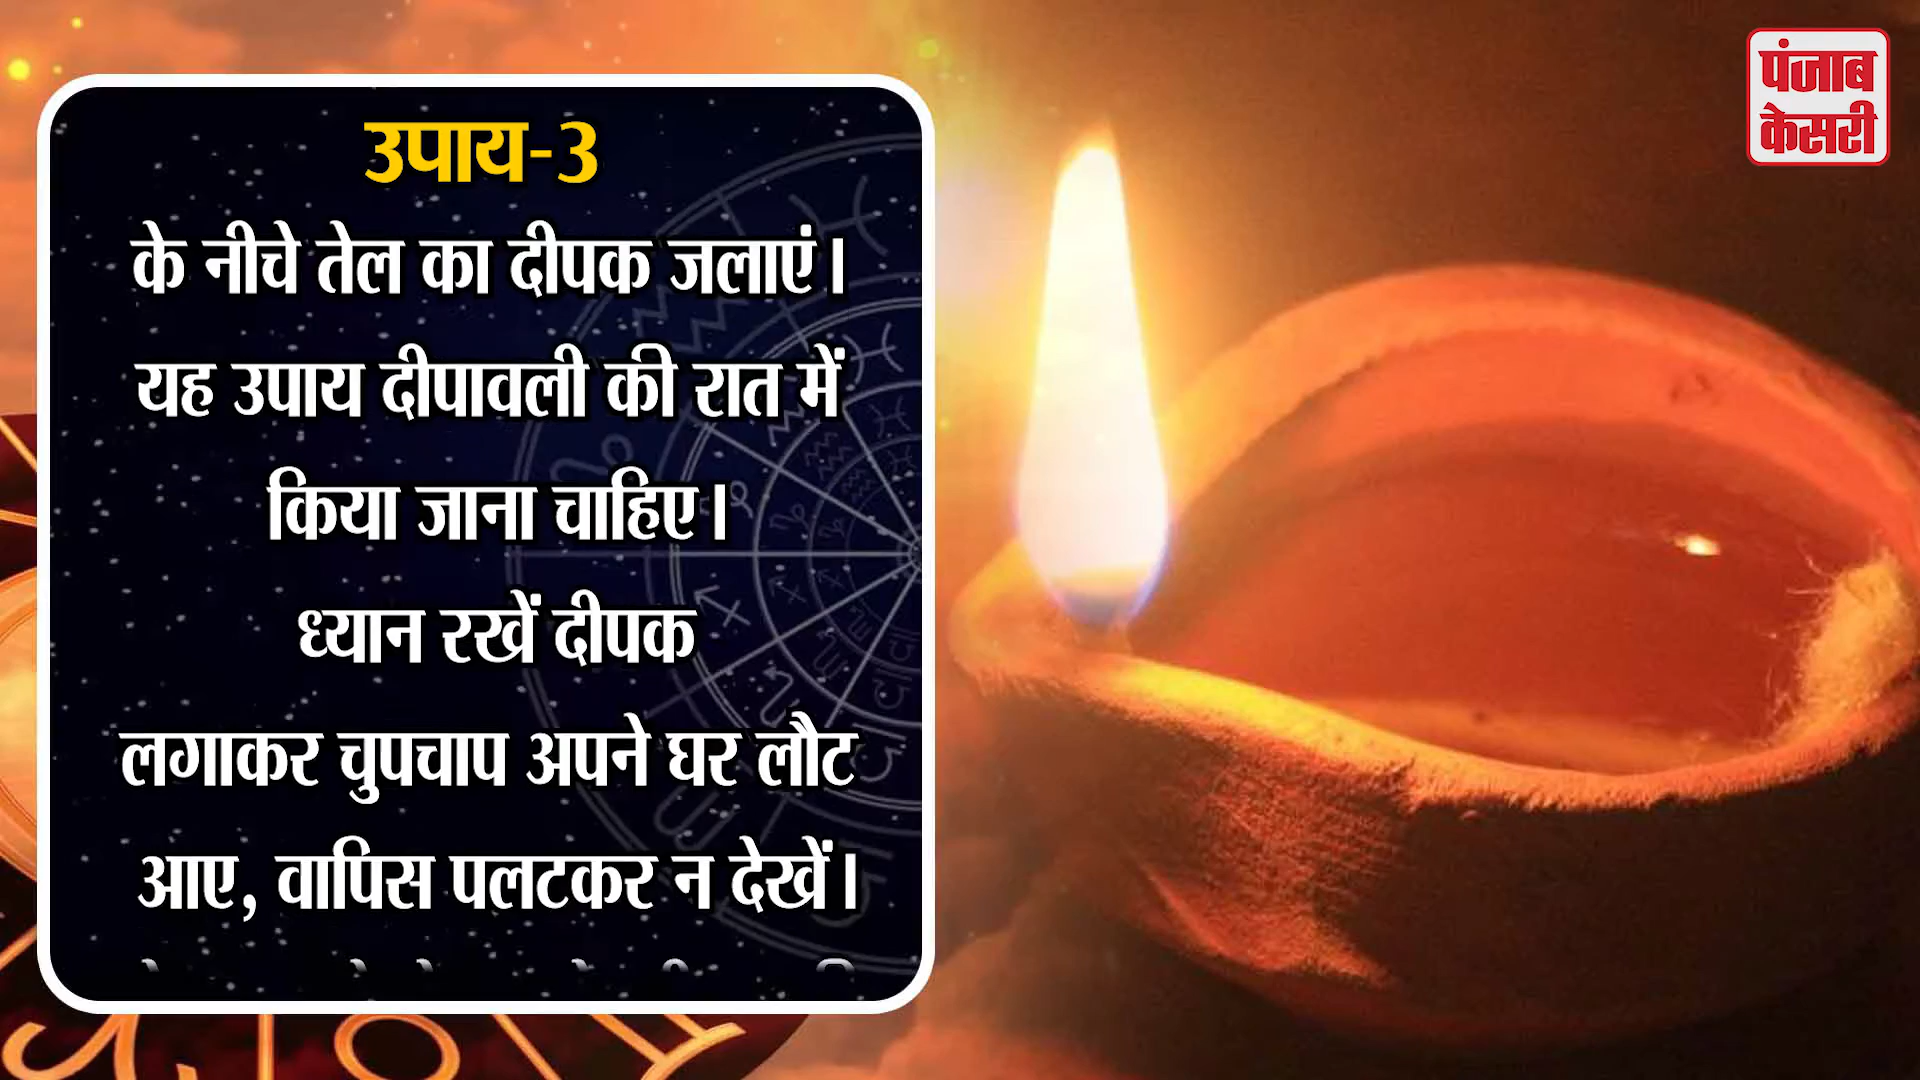 उपाय-3
के नीचे तेल का दीपक जलाएं।
यह उपाय दीपावली की रात में
किया जाना चाहिए।
ध्यान रखें दीपक
लगाकर चुपचाप अपने घर लौट
आए, वापिस पलटकर न देखें।
पंजाब
केसरी